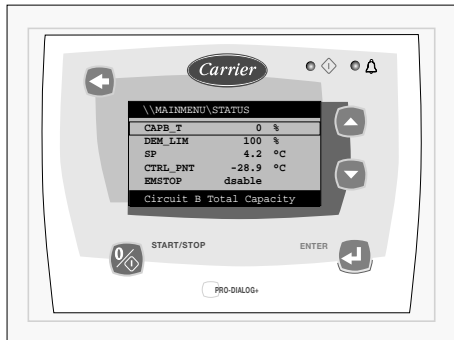 Carrier
\\MAINMENU\STATUS
CAPB_T 0 %
DEM_LIM 100 %
SP 4.2 °C
CTRL_PNT -28.9 °C
EMSTOP dsable
Circuit B Total Capacity
START/STOP
ENTER
PRO-DIALOG+